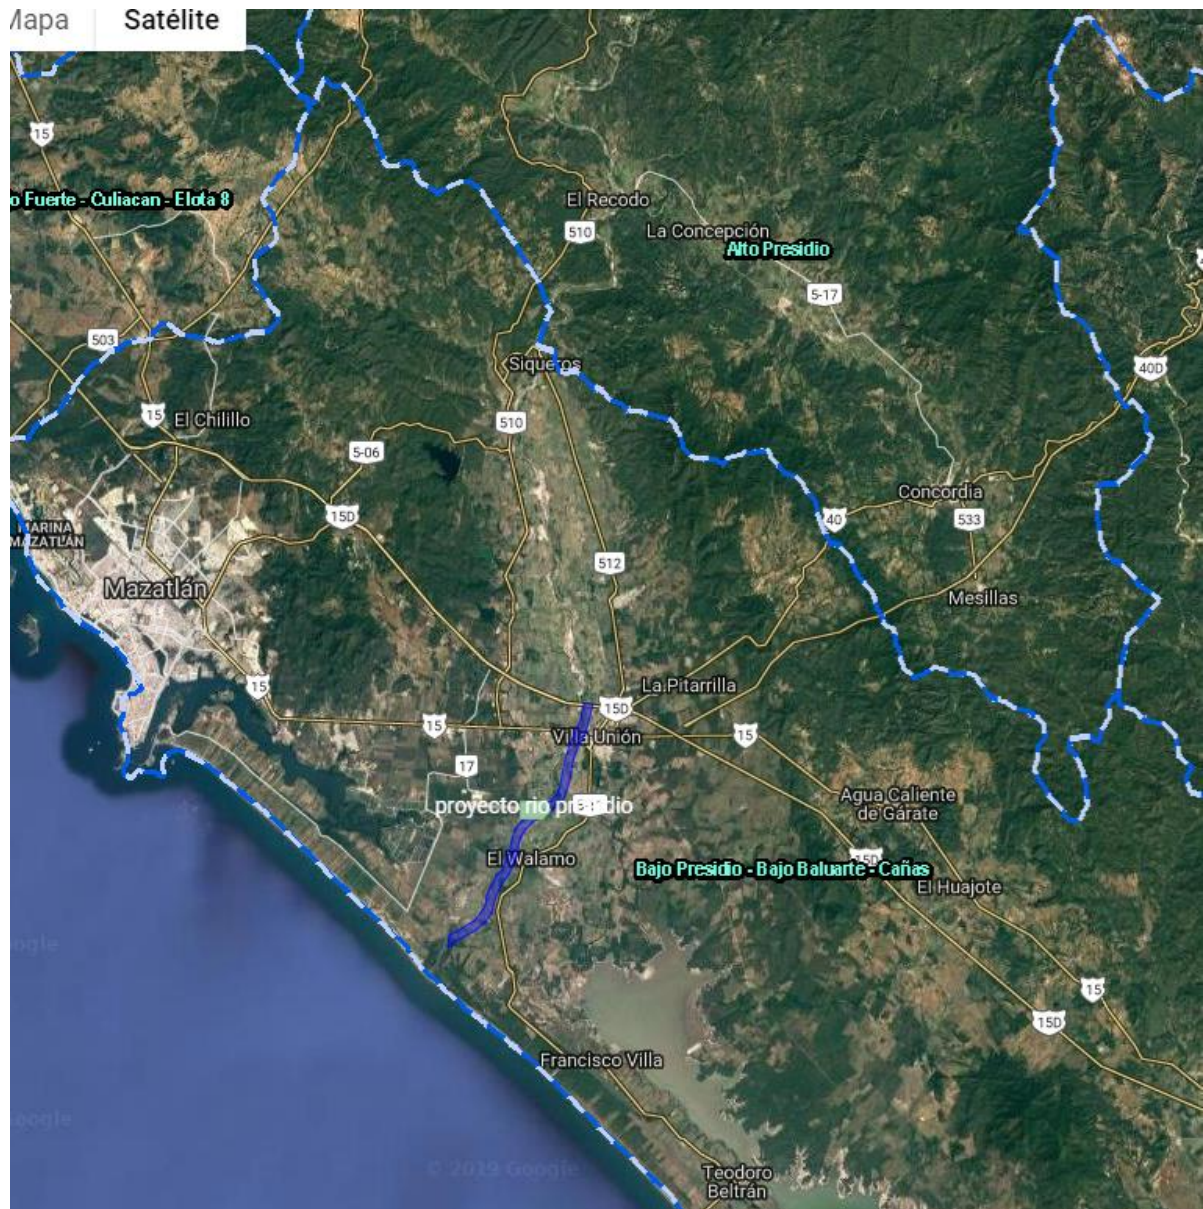 Mapa Satélite
15
o Fuerte - Culiacan - Elota 8
El Recodo
510
La Concepción
Alto Presidio
5-17
503
Siqueros
40D
15
El Chilillo
510
5-06
Concordia
15D
40
533
MARINA
MAZATLÁN
512
Mazatlán
Mesillas
15
La Pitarrilla
15D
15
Villa Unión
15
17
Agua Caliente
de Gárate
proyecto rio presidio
El Walamo
15D
Bajo Presidio - Bajo Baluarte - Cañas
El Huajote
15
15D
Francisco Villa
© 2019 Google
Teodoro
Beltrán